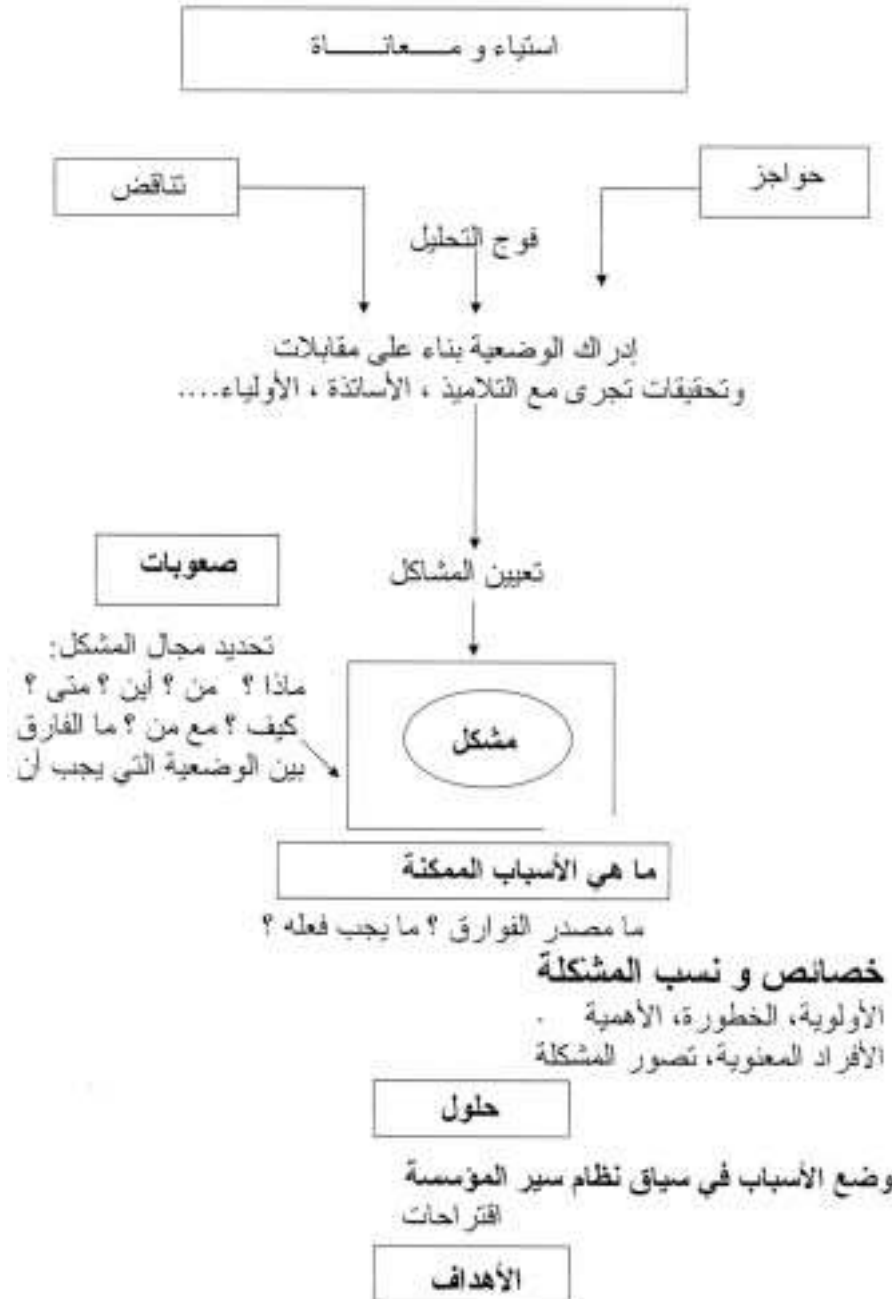 استياء و مــــعانــــــاة
حواجز
تناقض
فوج التحليل
إدراك الوضعية بناء على مقابلات
وتحقيقات تجرى مع التلاميذ ، الأساتذة ، الأولياء....
صعوبات
تعيين المشاكل
تحديد مجال المشكل:
ماذا ؟ من ؟ أين ؟ متى ؟
كيف ؟ مع من ؟ ما الفارق
بين الوضعية التي يجب أن
مشكل
ما هي الأسباب الممكنة
ما مصدر الفوارق ؟ ما يجب فعله ؟
خصائص و نسب المشكلة
الأولوية، الخطورة، الأهمية .
الأفراد المعنوية، تصور المشكلة
حلول
وضع الأسباب في سياق نظام سير المؤسسة
اقتراحات
الأهداف